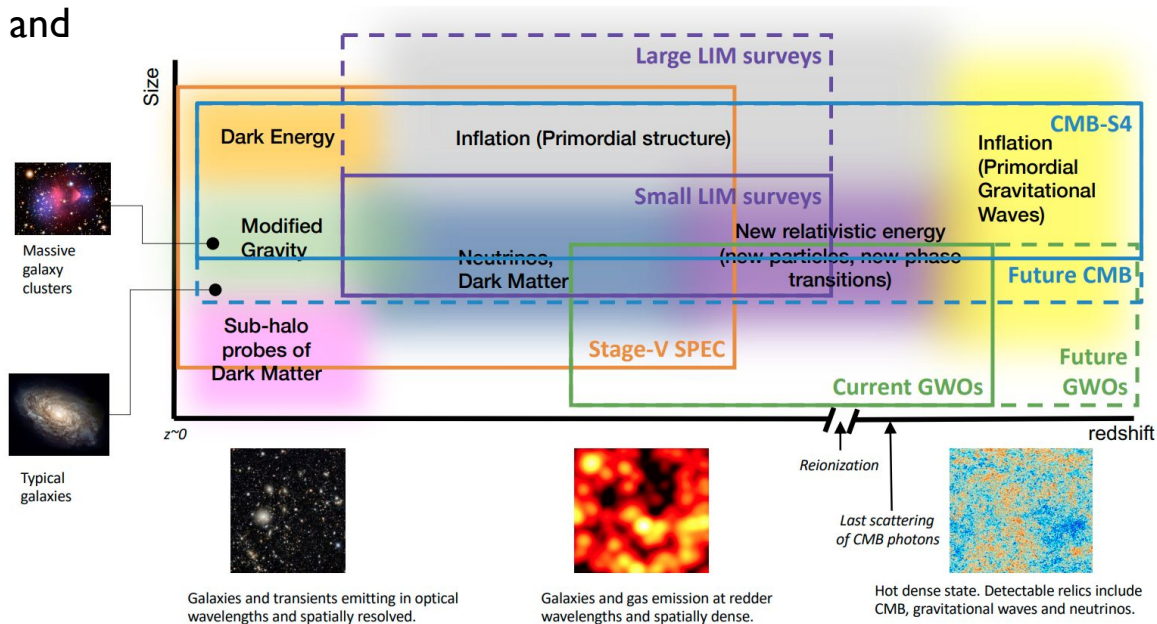 and
Size
Large LIM surveys
Dark Energy
Inflation (Primordial structure)
CMB-S4
Inflation
(Primordial
Gravitational
Waves)
Small LIM surveys
Modified
Gravity
Massive
galaxy
clusters
New relativistic energy
(new particles, new phase
transitions)
Neutrinos,
Dark Matter
Future CMB
Sub-halo
probes of
Dark Matter
Stage-V SPEC
Current GWOs
Future
GWOs
z~0
redshift
Typical
galaxies
Reionization
Last scattering
of CMB photons
Galaxies and transients emitting in optical
wavelengths and spatially resolved.
Galaxies and gas emission at redder
wavelengths and spatially dense.
Hot dense state. Detectable relics include
CMB, gravitational waves and neutrinos.